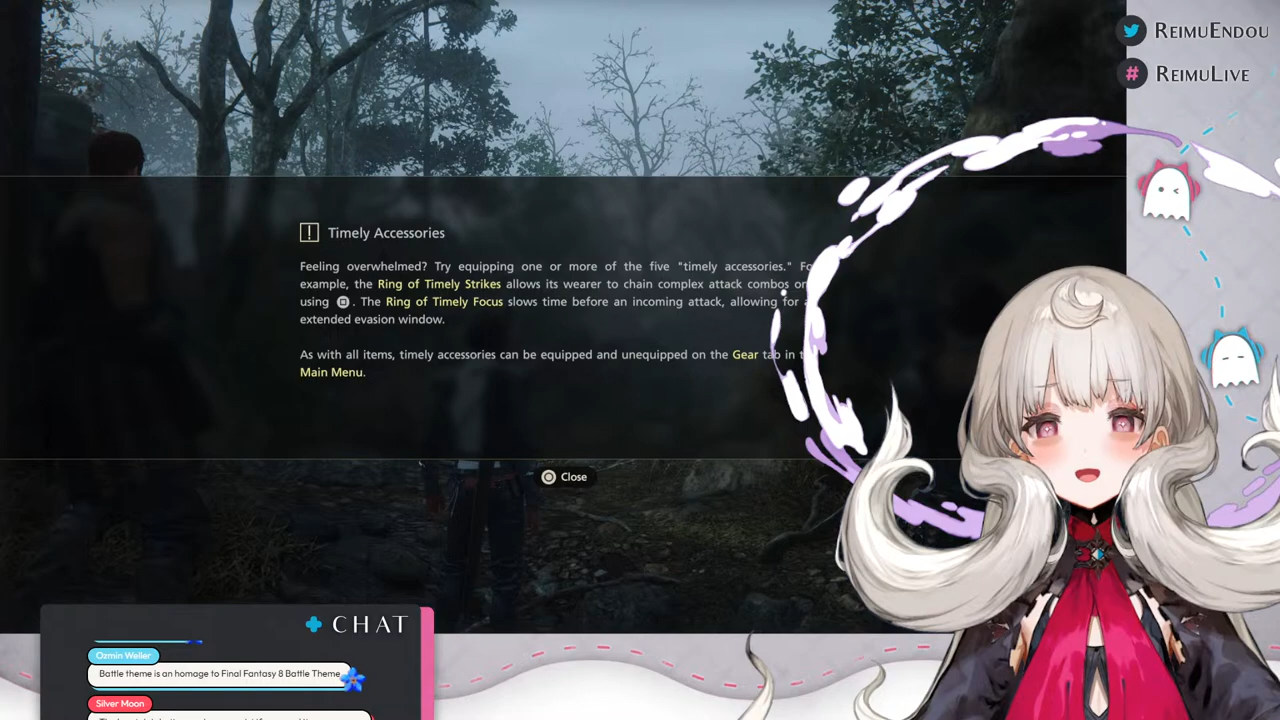 ReimuEndou
# ReimuLive
! Timely Accessories
Feeling overwhelmed? Try equipping one or more of the five "timely accessories."
example, the Ring of Timely Strikes allows its wearer to chain complex attack combos
using . The Ring of Timely Focus slows time before an incoming attack, allowing for
extended evasion window.
As with all items, timely accessories can be equipped and unequipped on the Gear tab in
Main Menu.
Close
CHAT
Ozmin Weller
Battle theme is an homage to Final Fantasy 8 Battle Theme
Silver Moon